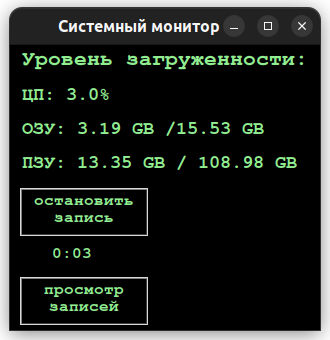 Системный монитор
Уровень загруженности:
ЦП: 3.0%
ОЗУ: 3.19 GB /15.53 GB
ПЗУ: 13.35 GB / 108.98 GB
остановить
запись
0:03
просмотр
записей